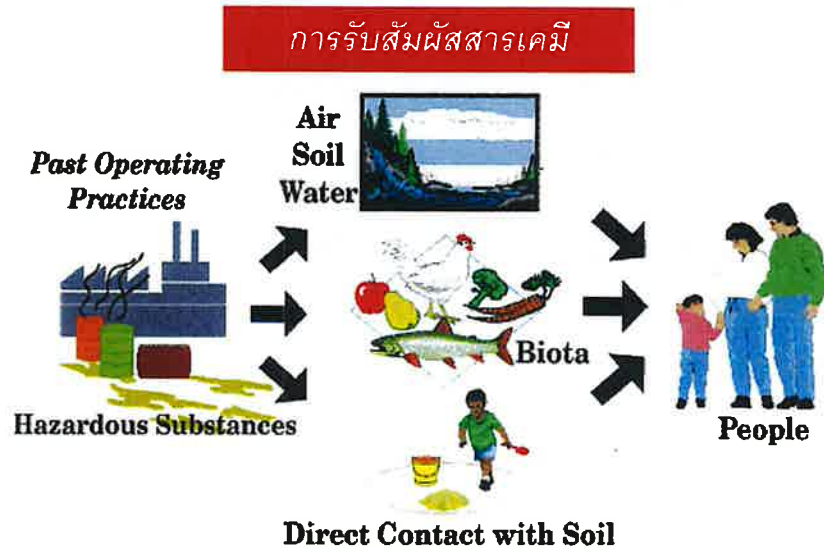 การรับสัมผัสสารเคมี
Air
Soil
Water
Past Operating
Practices
Hazardous Substances
Biota
People
Direct Contact with Soil